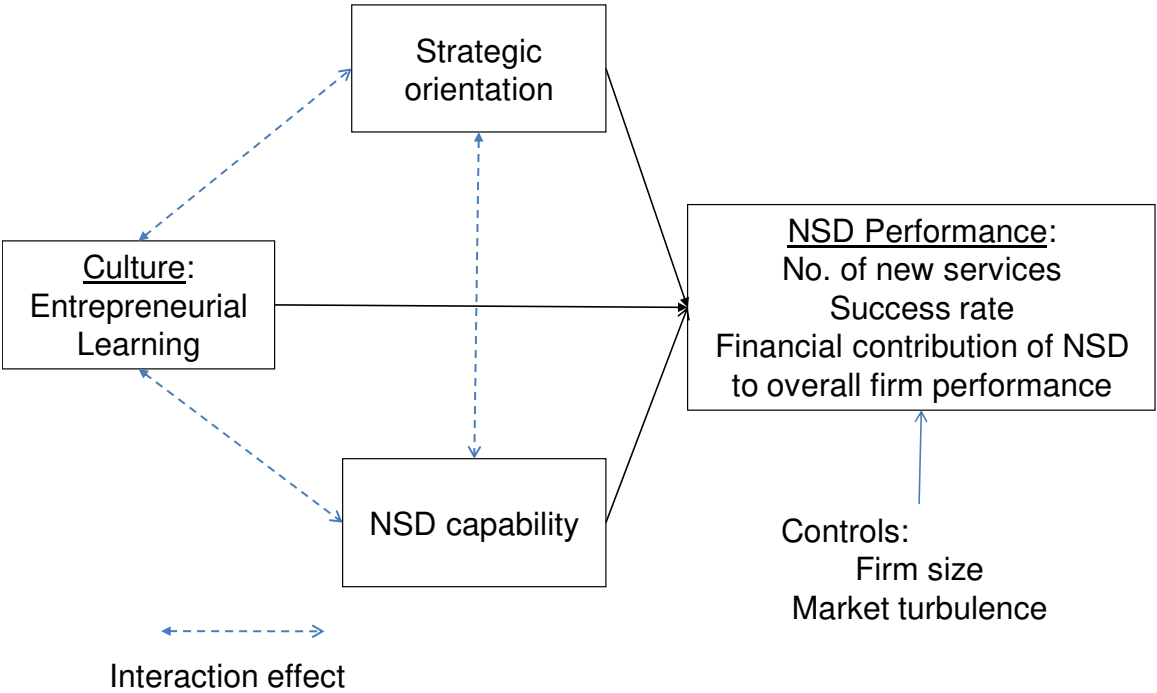 Strategic
orientation
Culture:
Entrepreneurial
Learning
NSD Performance:
No. of new services
Success rate
Financial contribution of NSD
to overall firm performance
NSD capability
Controls:
Firm size
Market turbulence
Interaction effect